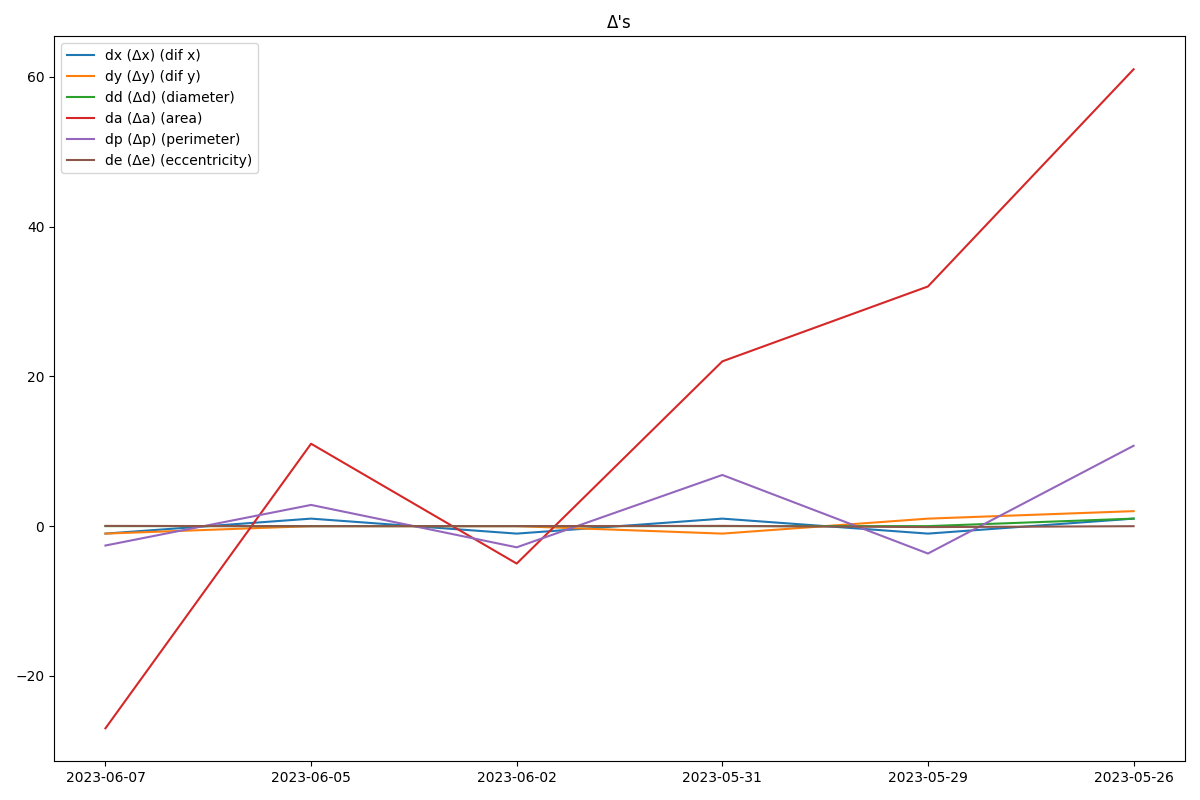 Δ's
dx (Δx) (dif x)
dy (Δy) (dif y)
dd (Δd) (diameter)
da (Δa) (area)
dp (Δp) (perimeter)
de (Δe) (eccentricity)
60
40
20
0
−20
2023-06-07 2023-06-05 2023-06-02 2023-05-31 2023-05-29 2023-05-26